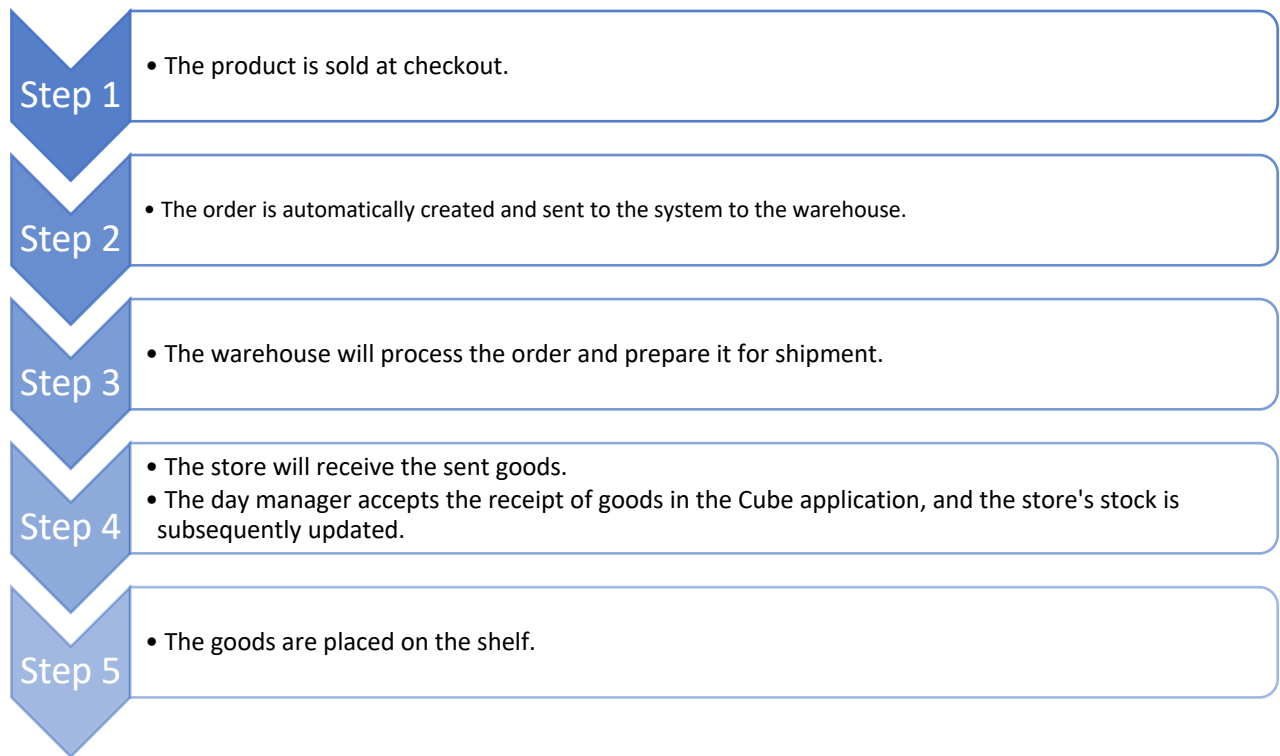 Step 1
• The product is sold at checkout.
Step 2
• The order is automatically created and sent to the system to the warehouse.
Step 3
• The warehouse will process the order and prepare it for shipment.
Step 4
• The store will receive the sent goods.
• The day manager accepts the receipt of goods in the Cube application, and the store's stock is
subsequently updated.
Step 5
• The goods are placed on the shelf.